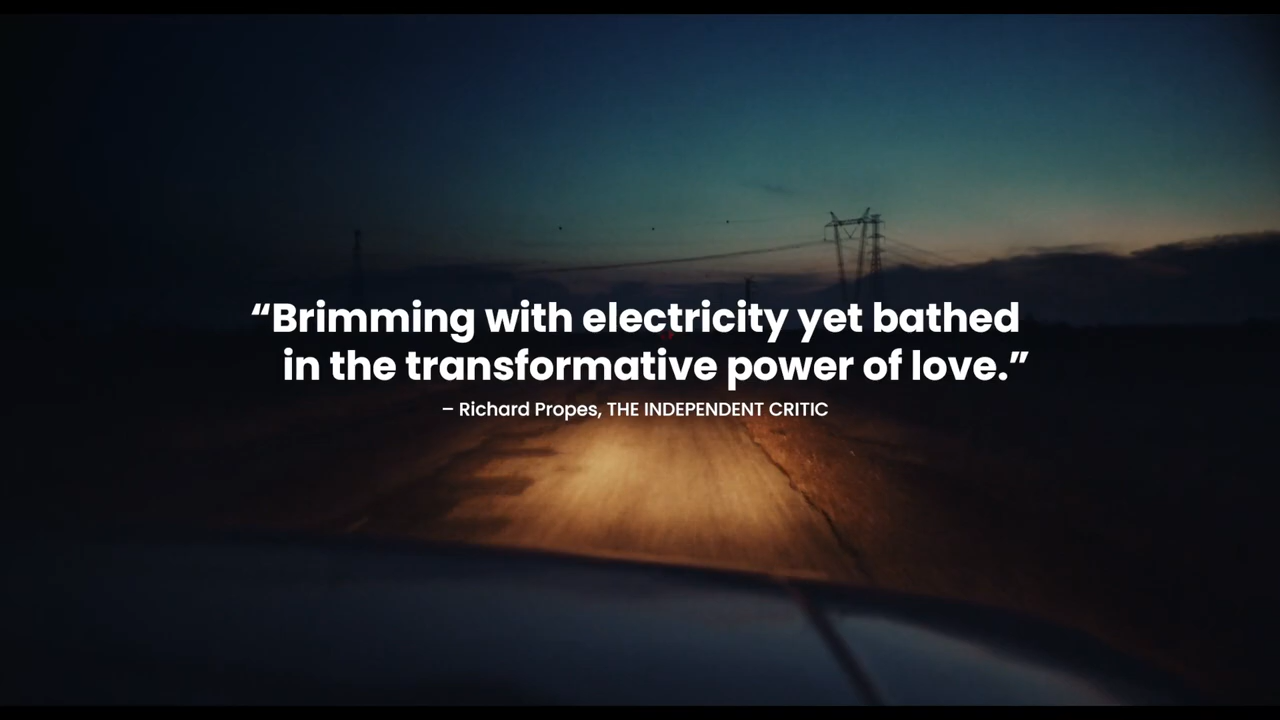 “Brimming with electricity yet bathed
in the transformative power of love.”
– Richard Propes, THE INDEPENDENT CRITIC